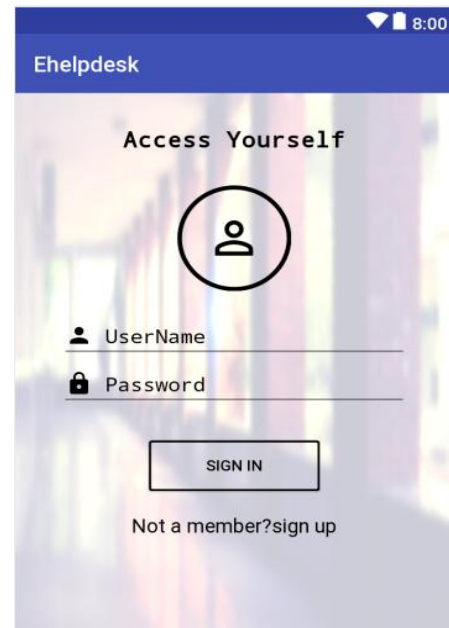 8:00
Ehelpdesk
Access Yourself
UserName
Password
SIGN IN
Not a member?sign up